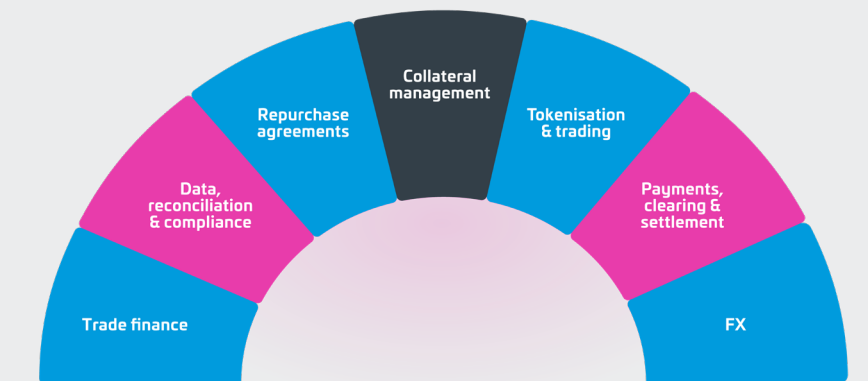 Collateral
management
Repurchase
agreements
Tokenisation
& trading
Data,
reconciliation
& compliance
Payments,
clearing &
settlement
Trade finance
FX